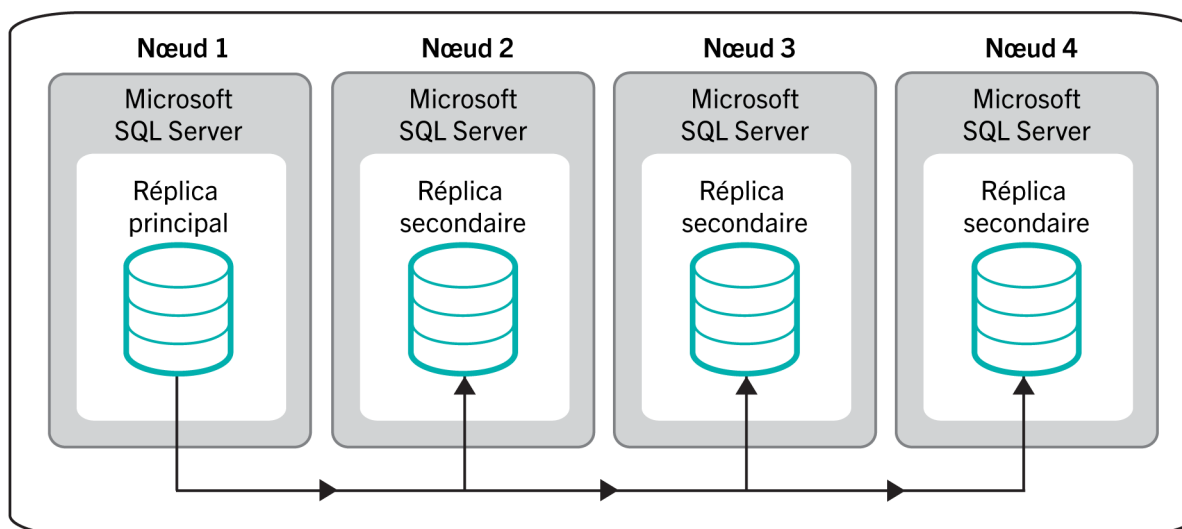 Nœud 1
Microsoft
SQL Server
Réplica
principal
Nœud 2
Microsoft
SQL Server
Réplica
secondaire
Nœud 3
Microsoft
SQL Server
Réplica
secondaire
Nœud 4
Microsoft
SQL Server
Réplica
secondaire